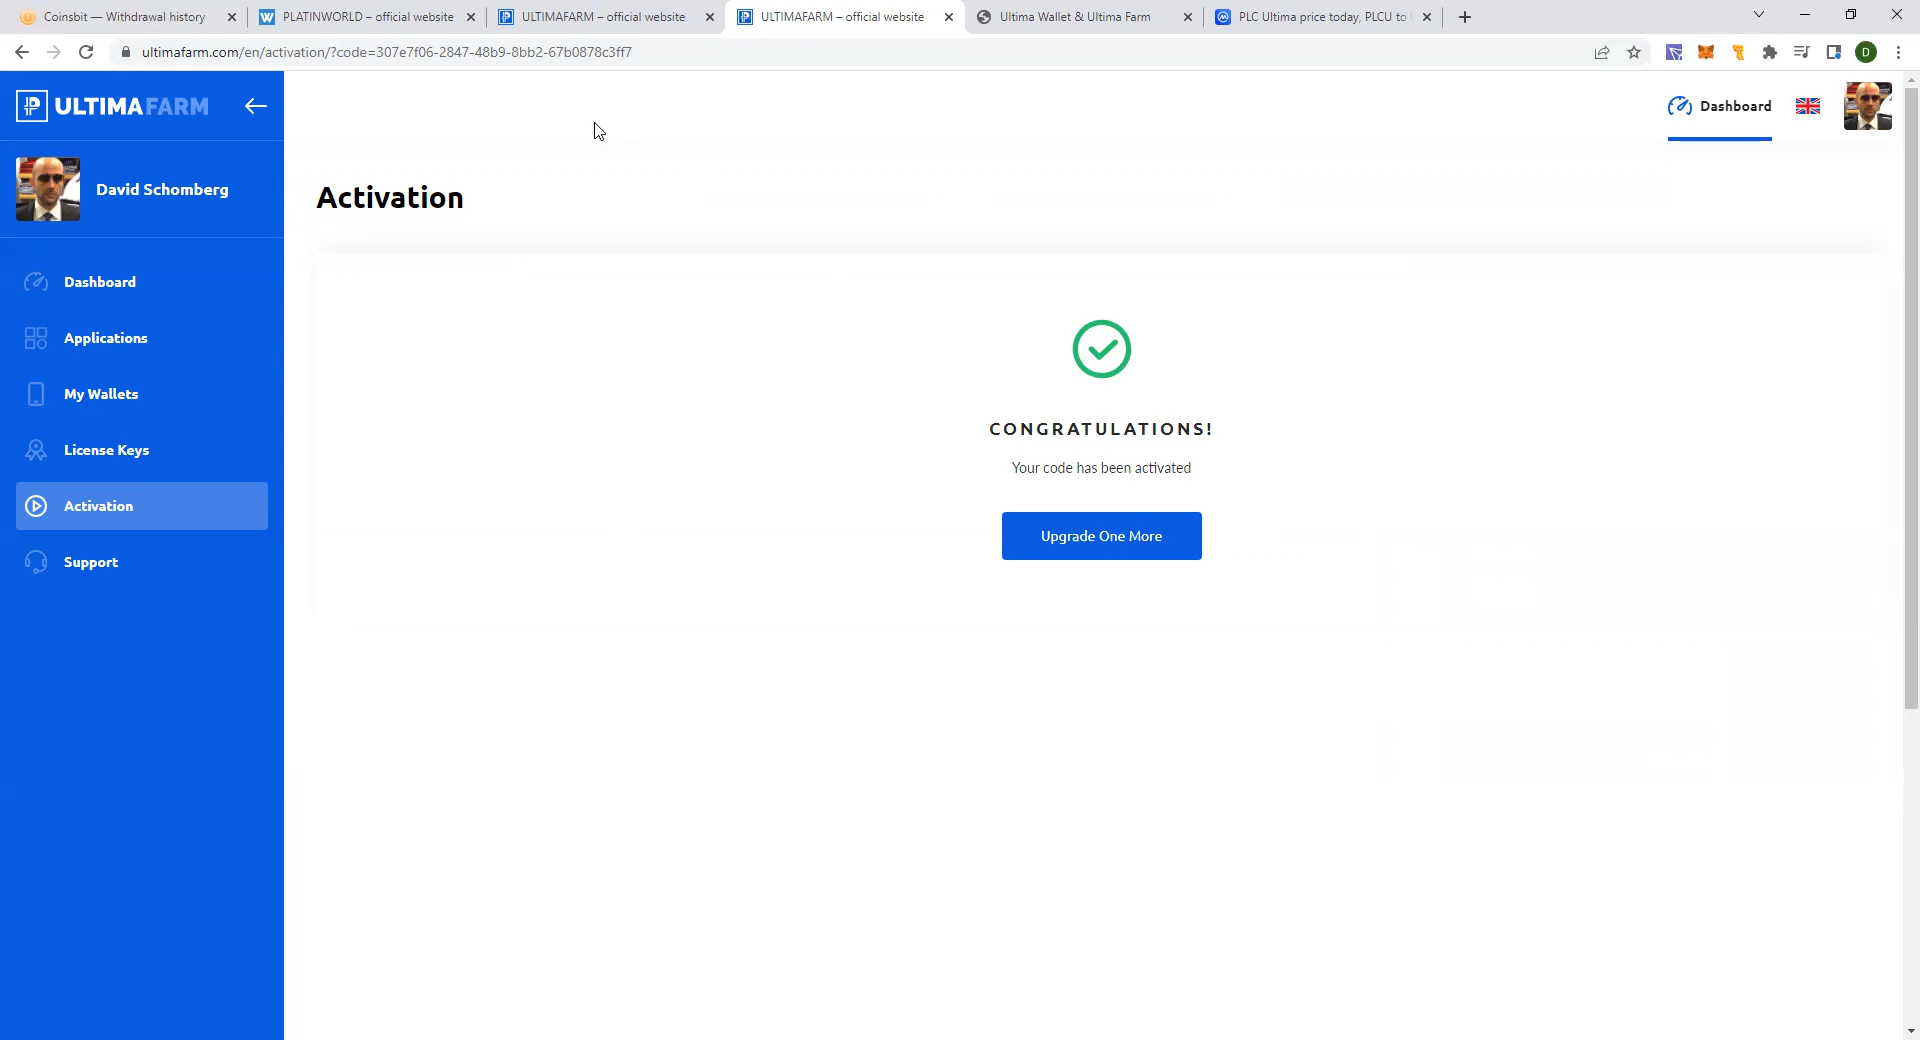 Coinsbit — Withdrawal history
PLATINWORLD – official website
ULTIMAFARM – official website
ULTIMAFARM – official website
Ultima Wallet & Ultima Farm
PLC Ultima price today, PLCU to
ultimafarm.com/en/activation/?code=307e7f06-2847-48b9-8bb2-67b0878c3ff7
D
ULTIMAFARM
Dashboard
David Schomberg
Activation
Dashboard
Applications
My Wallets
License Keys
Activation
Support
CONGRATULATIONS!
Your code has been activated
Upgrade One More